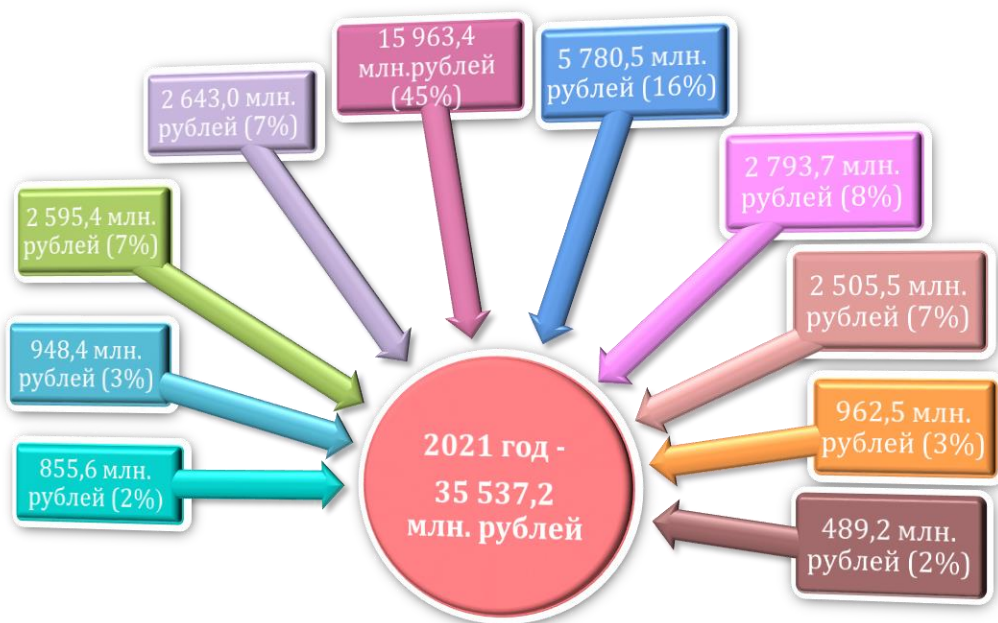 15 963,4
млн.рублей
(45%)
5 780,5 млн.
рублей (16%)
2 643,0 млн.
рублей (7%)
2 793,7 млн.
рублей (8%)
2 595,4 млн.
рублей (7%)
2 505,5 млн.
рублей (7%)
948,4 млн.
рублей (3%)
962,5 млн.
рублей (3%)
855,6 млн.
рублей (2%)
489,2 млн.
рублей (2%)
2021 год -
35 537,2
млн. рублей